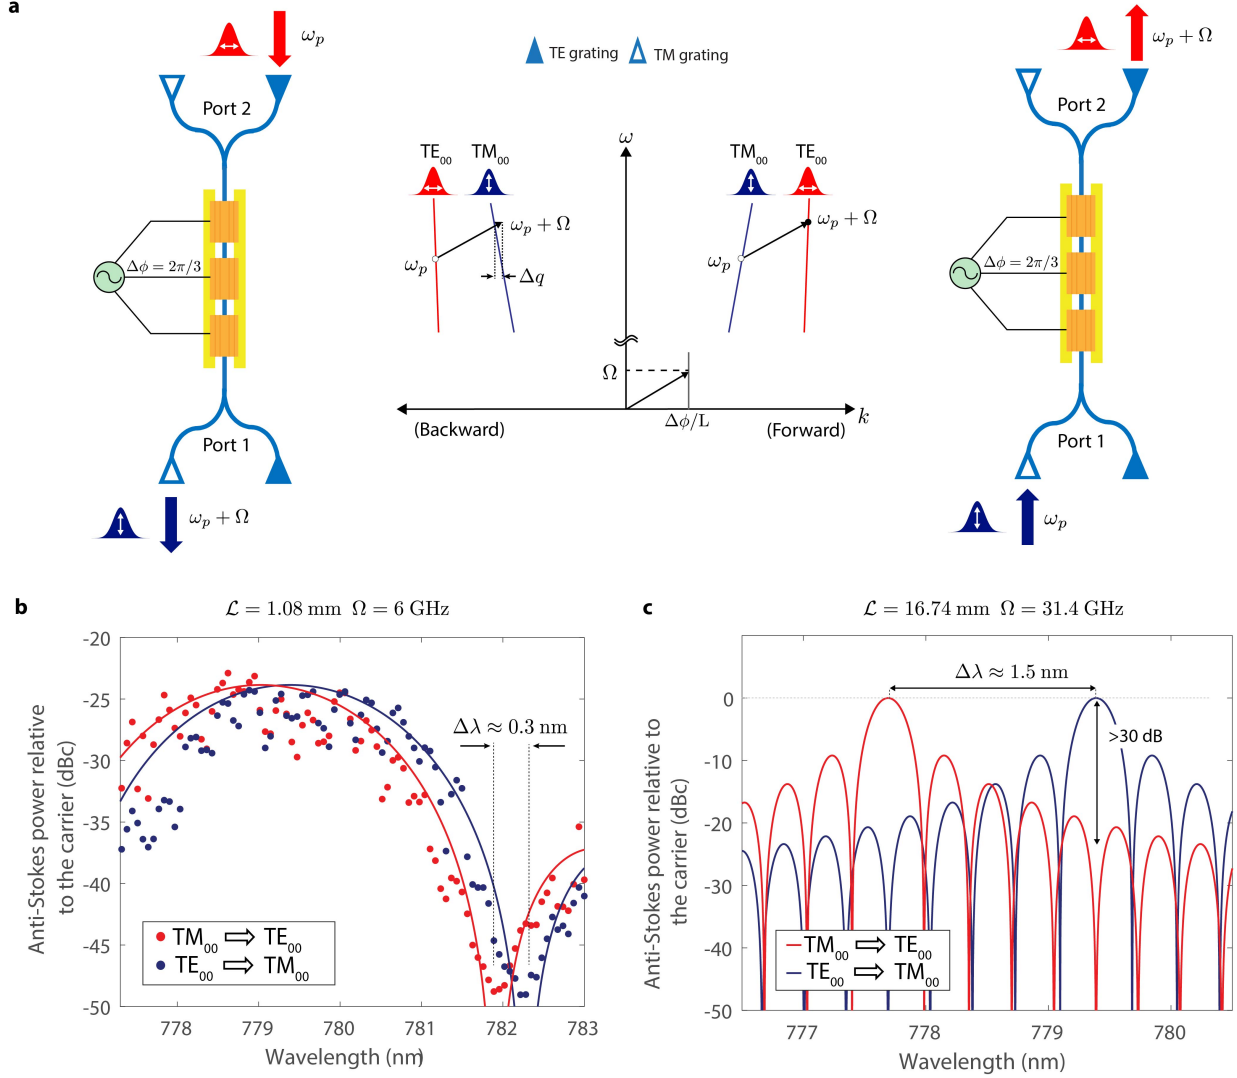 a
ω_p
ω_p + Ω
TE grating
TM grating
Port 2
Port 2
ω
TE₀₀
TM₀₀
TM₀₀
TE₀₀
ω_p + Ω
ω_p + Ω
Δϕ = 2π/3
ω_p
Δq
ω_p
Δϕ = 2π/3
Ω
k
Δϕ/L
(Backward)
(Forward)
Port 1
Port 1
ω_p + Ω
ω_p
b
ℒ = 1.08 mm Ω = 6 GHz
Anti-Stokes power relative
to the carrier (dBc)
-20
-25
-30
-35
-40
-45
-50
Δλ ≈ 0.3 nm
TM₀₀ ⇨ TE₀₀
TE₀₀ ⇨ TM₀₀
778 779 780 781 782 783
Wavelength (nm)
c
ℒ = 16.74 mm Ω = 31.4 GHz
Anti-Stokes power relative to
the carrier (dBc)
0
-10
-20
-30
-40
-50
Δλ ≈ 1.5 nm
>30 dB
TM₀₀ ⇨ TE₀₀
TE₀₀ ⇨ TM₀₀
777 778 779 780
Wavelength (nm)